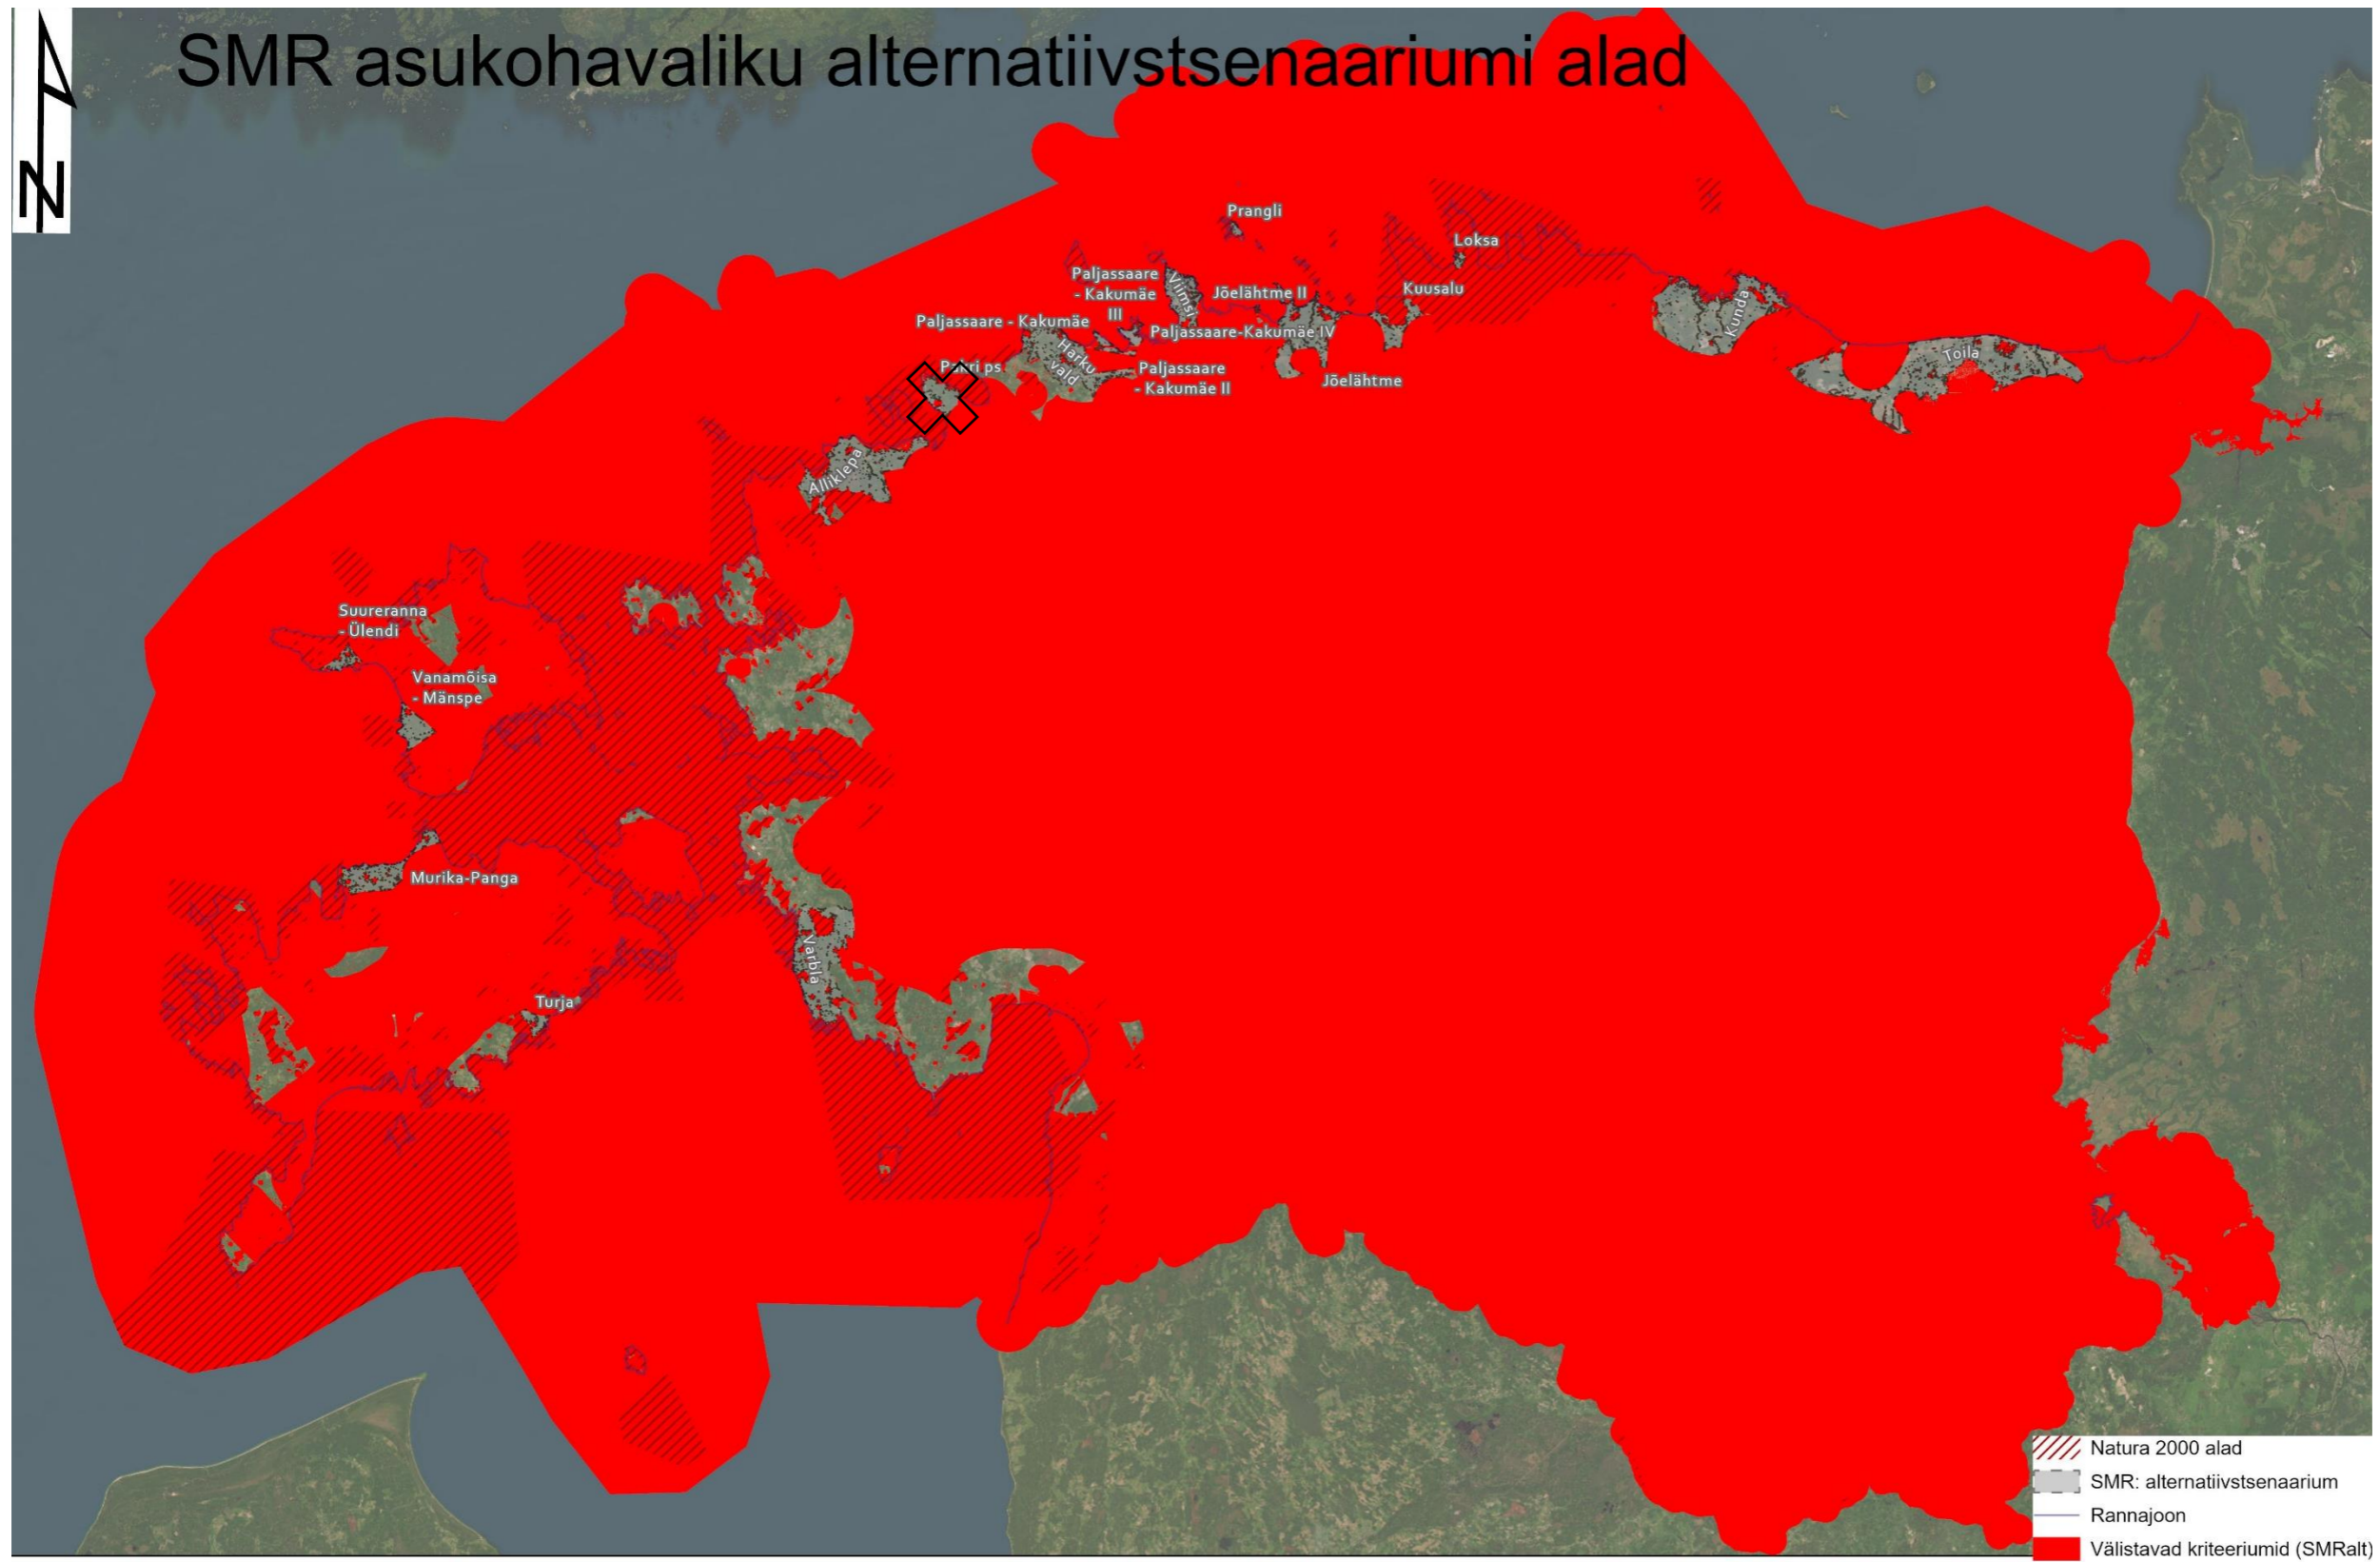 SMR asukohavaliku alternatiivstsenaariumi alad
N
Prangli
Loksa
Paljassaare
- Kakumäe
III
Viimsi
Jõelähtme II
Kuusalu
Paljassaare - Kakumäe
Paljassaare-Kakumäe IV
Kunda
Harku
vald
Toila
Pakri ps
Paljassaare
- Kakumäe II
Jõelähtme
Alliklepa
Suureranna
- Ülendi
Vanamõisa
- Mänspe
Murika-Panga
Varbla
Turja
Natura 2000 alad
SMR: alternatiivstsenaarium
Rannajoon
Välistavad kriteeriumid (SMRalt)